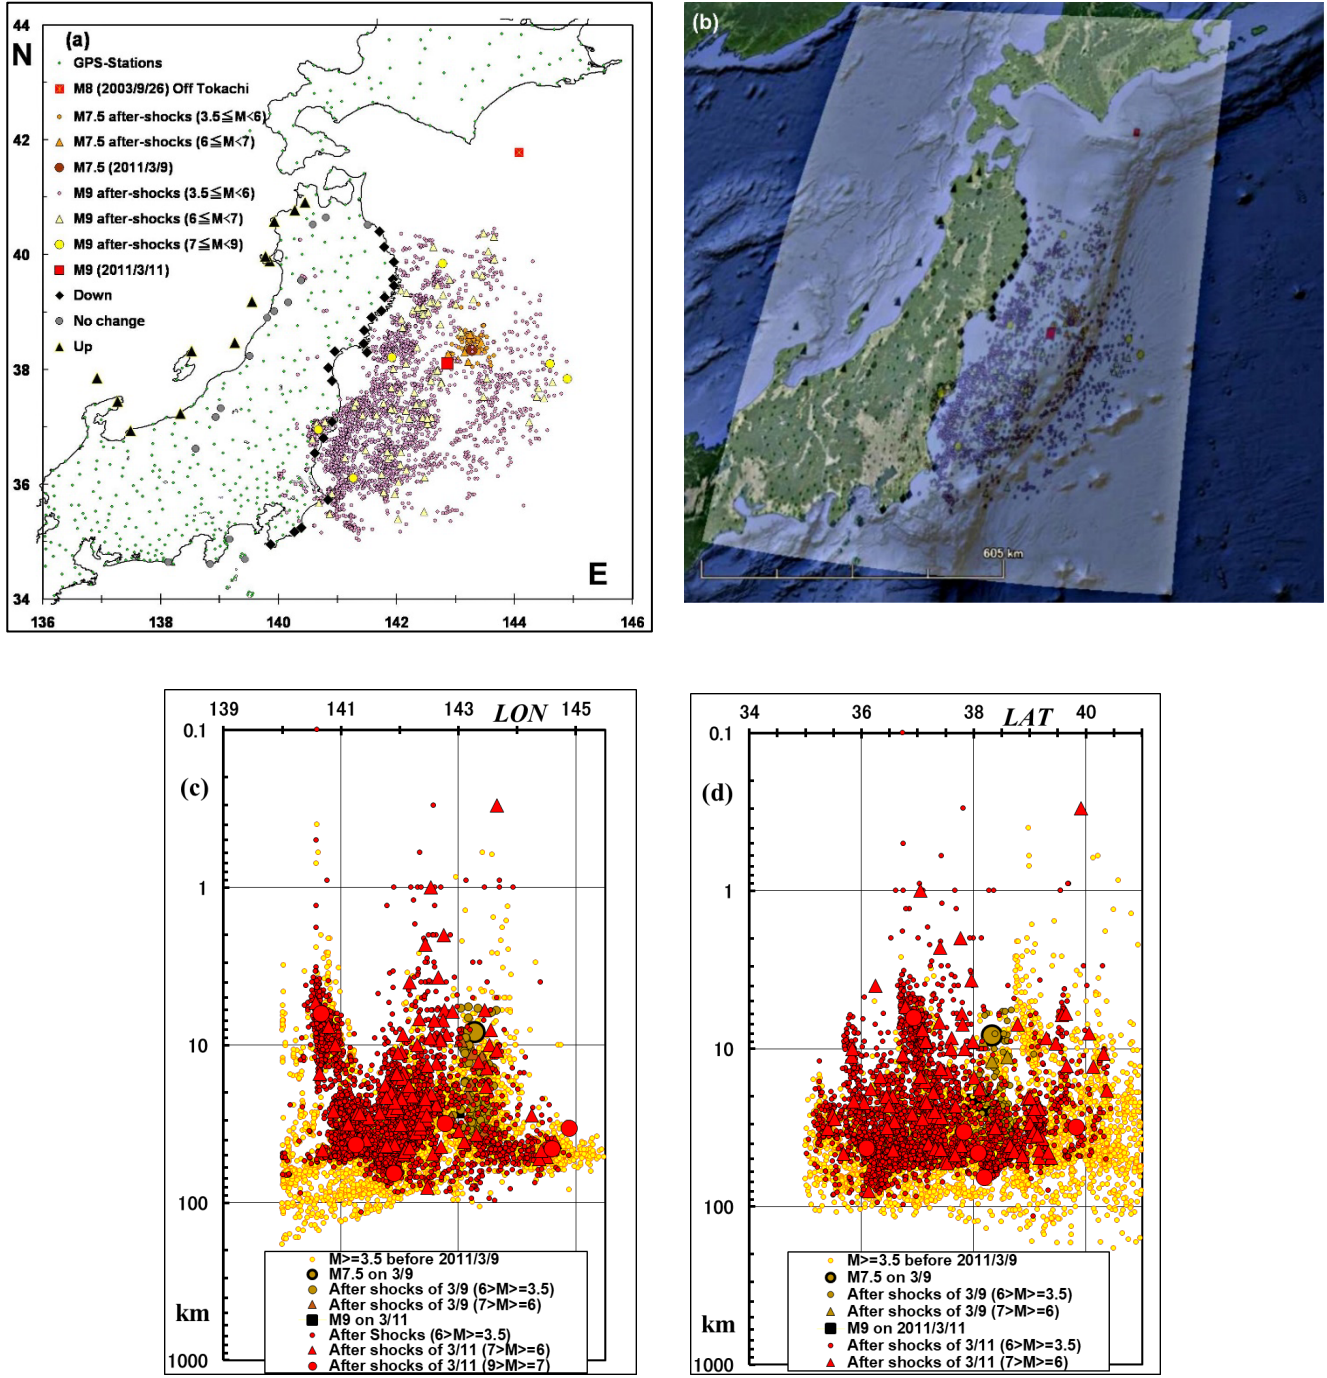 44
(a)
N
GPS-Stations
M8 (2003/9/26) Off Tokachi
M7.5 after-shocks (3.5≦M<6)
M7.5 after-shocks (6≦M<7)
M7.5 (2011/3/9)
M9 after-shocks (3.5≦M<6)
M9 after-shocks (6≦M<7)
M9 after-shocks (7≦M<9)
M9 (2011/3/11)
Down
No change
Up
42
40
38
36
34
E
136 138 140 142 144 146
(b)
605 km
139 141 143 LON 145
0.1
(c)
1
10
100
km
1000
M>=3.5 before 2011/3/9
M7.5 on 3/9
After shocks of 3/9 (6>M>=3.5)
After shocks of 3/9 (7>M>=6)
M9 on 3/11
After Shocks (6>M>=3.5)
After shocks of 3/11 (7>M>=6)
After shocks of 3/11 (9>M>=7)
34 36 38 LAT 40
0.1
(d)
1
10
100
km
1000
M>=3.5 before 2011/3/9
M7.5 on 3/9
After shocks of 3/9 (6>M>=3.5)
After shocks of 3/9 (7>M>=6)
M9 on 2011/3/11
After shocks of 3/11 (6>M>=3.5)
After shocks of 3/11 (7>M>=6)